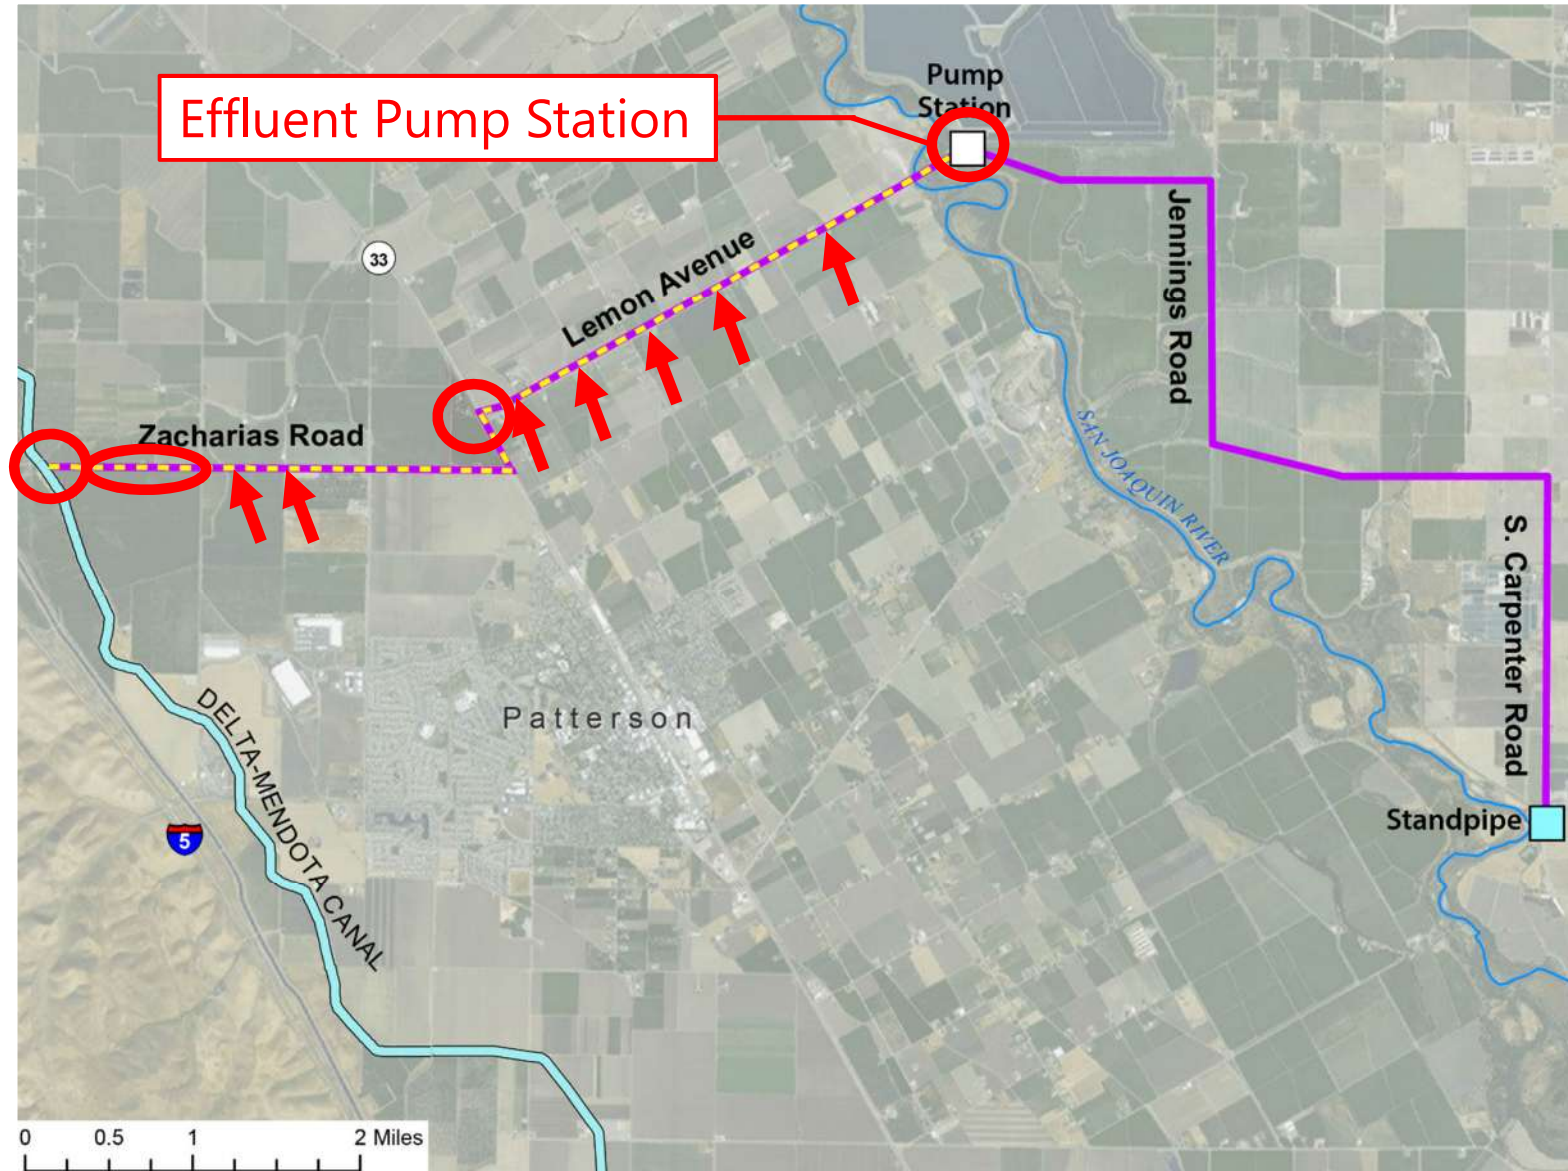 Pump
Station
Effluent Pump Station
33
Lemon Avenue
Jennings Road
Zacharias Road
SAN JOAQUIN RIVER
S. Carpenter Road
Patterson
DELTA-MENDOTA CANAL
5
Standpipe
0 0.5 1 2 Miles